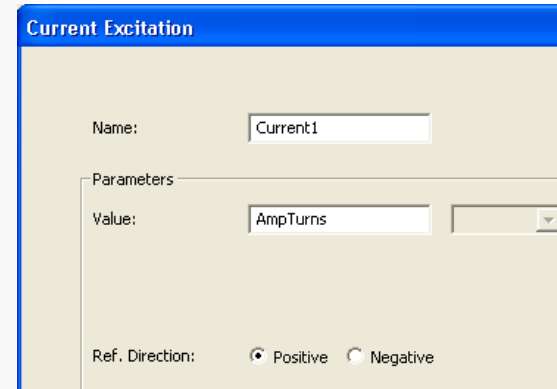 Current Excitation
Name: Current1
Parameters
Value: AmpTurns
Ref. Direction: Positive Negative